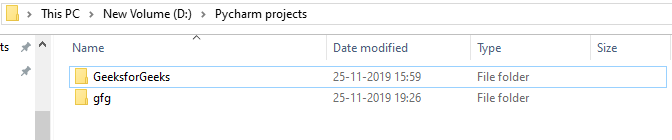 This PC > New Volume (D:) > Pycharm projects
Name Date modified Type Size
GeeksforGeeks 25-11-2019 15:59 File folder
gfg 25-11-2019 19:26 File folder